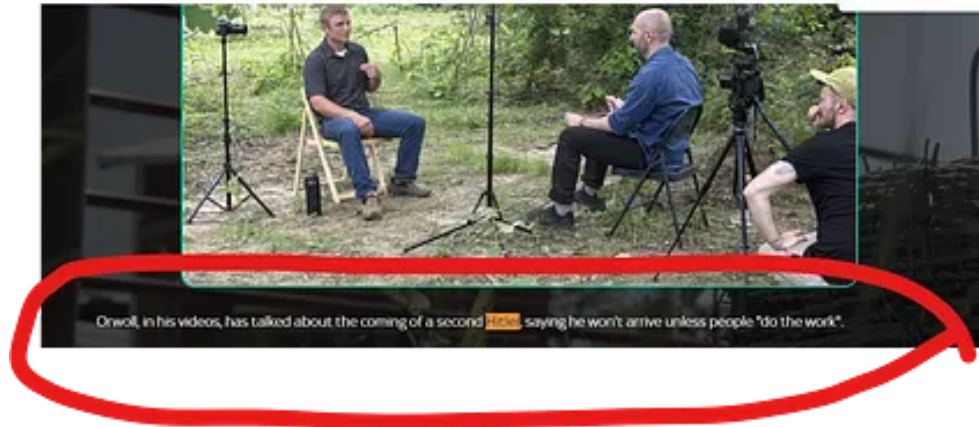 Orwoll, in his videos, has talked about the coming of a second Hitler, saying he won't arrive unless people "do the work".